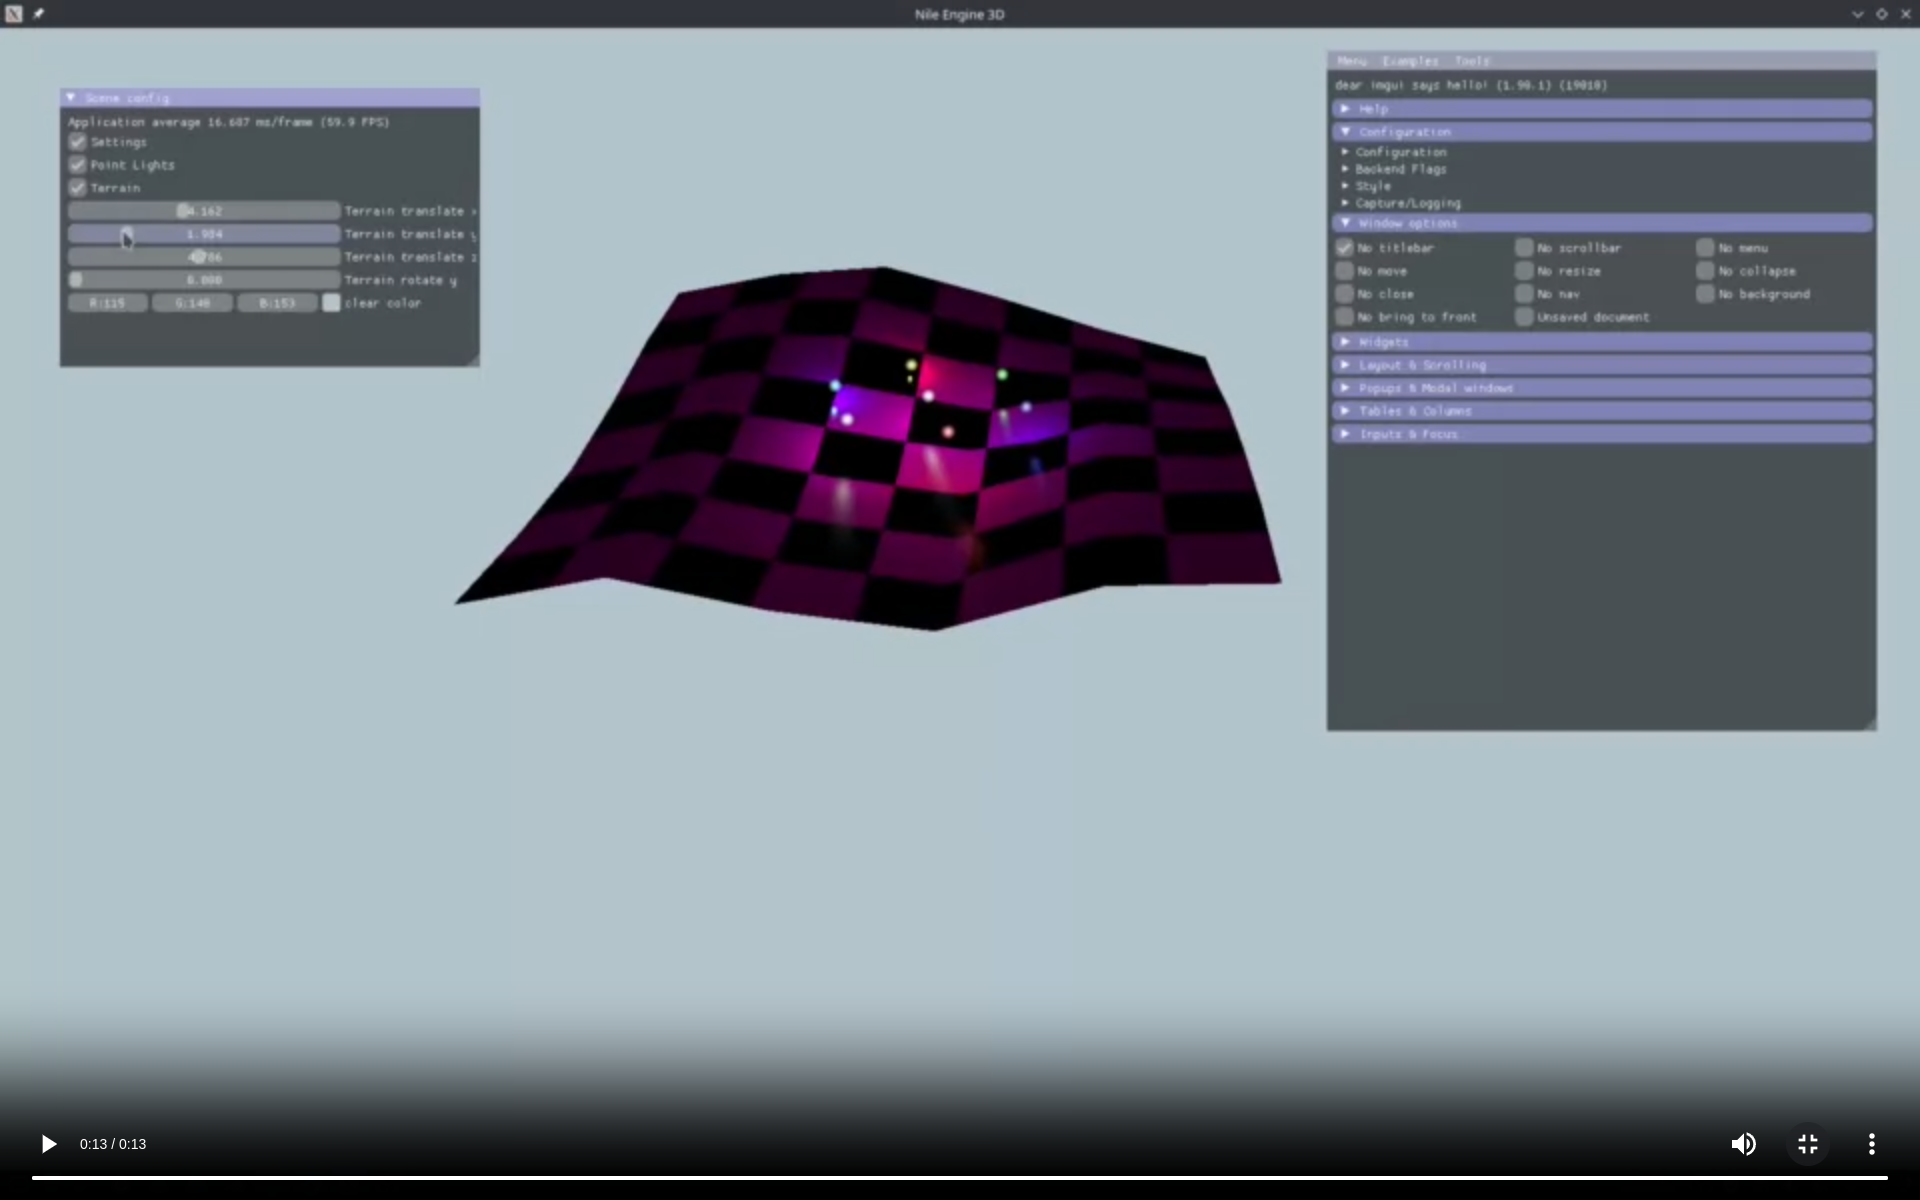 Nile Engine 3D
Scene config
Application average 16.687 ms/frame (59.9 FPS)
Settings
Point Lights
Terrain
4.162 Terrain translate x
1.984 Terrain translate y
Terrain translate z
0.000 Terrain rotate y
R:115 G:140 B:153 clear color
Menu Examples Tools
dear imgui says hello! (1.90.1) (19010)
Help
Configuration
Configuration
Backend Flags
Style
Capture/Logging
Window options
No titlebar No scrollbar No menu
No move No resize No collapse
No close No nav No background
No bring to front Unsaved document
Widgets
Layout & Scrolling
Popups & Modal windows
Tables & Columns
Inputs & Focus
0:13 / 0:13